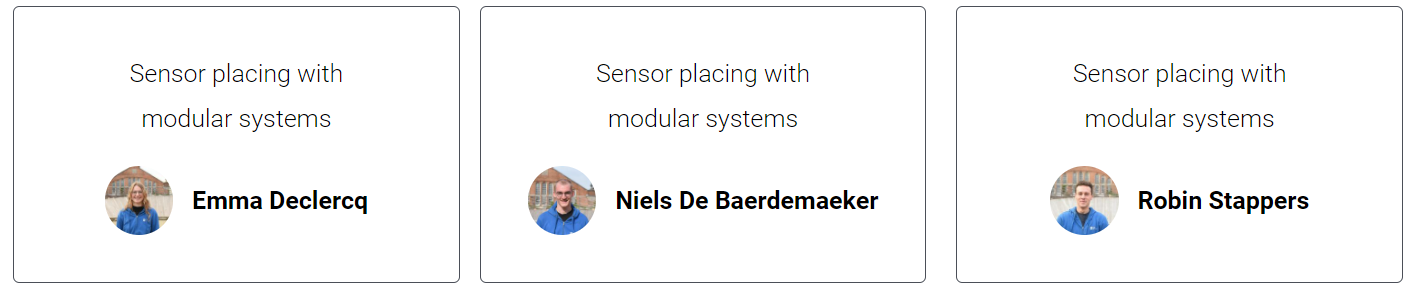 Sensor placing with
modular systems
Emma Declercq
Sensor placing with
modular systems
Niels De Baerdemaeker
Sensor placing with
modular systems
Robin Stappers